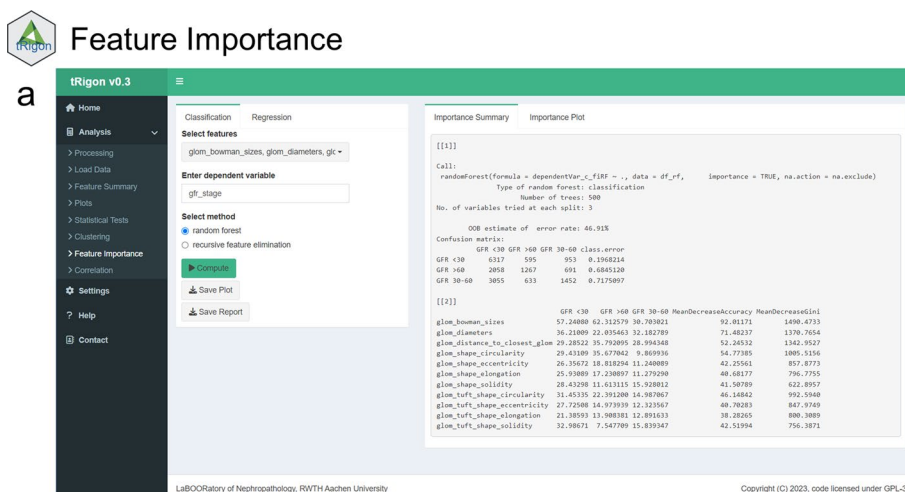 tRigon
Feature Importance
a
tRigon v0.3
Home
Analysis
> Processing
> Load Data
> Feature Summary
> Plots
> Statistical Tests
> Clustering
> Feature Importance
> Correlation
Settings
? Help
Contact
Classification Regression
Select features
glom_bowman_sizes, glom_diameters, glc
Enter dependent variable
gfr_stage
Select method
random forest
recursive feature elimination
Compute
Save Plot
Save Report
Importance Summary Importance Plot
[[1]]
Call:
randomForest(formula = dependentVar_c_fiRF ~ ., data = df_rf, importance = TRUE, na.action = na.exclude)
Type of random forest: classification
Number of trees: 500
No. of variables tried at each split: 3
OOB estimate of error rate: 46.91%
Confusion matrix:
GFR <30 GFR >60 GFR 30-60 class.error
GFR <30 6317 595 953 0.1968214
GFR >60 2058 1267 691 0.6845120
GFR 30-60 3055 633 1452 0.7175097
[[2]]
GFR <30 GFR >60 GFR 30-60 MeanDecreaseAccuracy MeanDecreaseGini
glom_bowman_sizes 57.24080 62.312579 30.703021 92.01171 1490.4733
glom_diameters 36.21009 22.035463 32.182789 71.48237 1370.7654
glom_distance_to_closest_glom 29.28522 35.792095 28.994348 52.24532 1342.9527
glom_shape_circularity 29.43109 35.677042 9.869936 54.77385 1005.5156
glom_shape_eccentricity 26.35672 18.818294 11.240089 42.25561 857.8773
glom_shape_elongation 25.93089 17.230897 11.279290 40.68177 796.7755
glom_shape_solidity 28.43298 11.613115 15.928012 41.50789 622.8957
glom_tuft_shape_circularity 31.45335 22.391200 14.987067 46.14842 992.5940
glom_tuft_shape_eccentricity 27.72508 14.973939 12.323567 40.70283 847.9749
glom_tuft_shape_elongation 21.38593 13.908381 12.891633 38.28265 800.3089
glom_tuft_shape_solidity 32.98671 7.547709 15.839347 42.51994 756.3871
LaBOORatory of Nephropathology, RWTH Aachen University
Copyright (C) 2023, code licensed under GPL-3